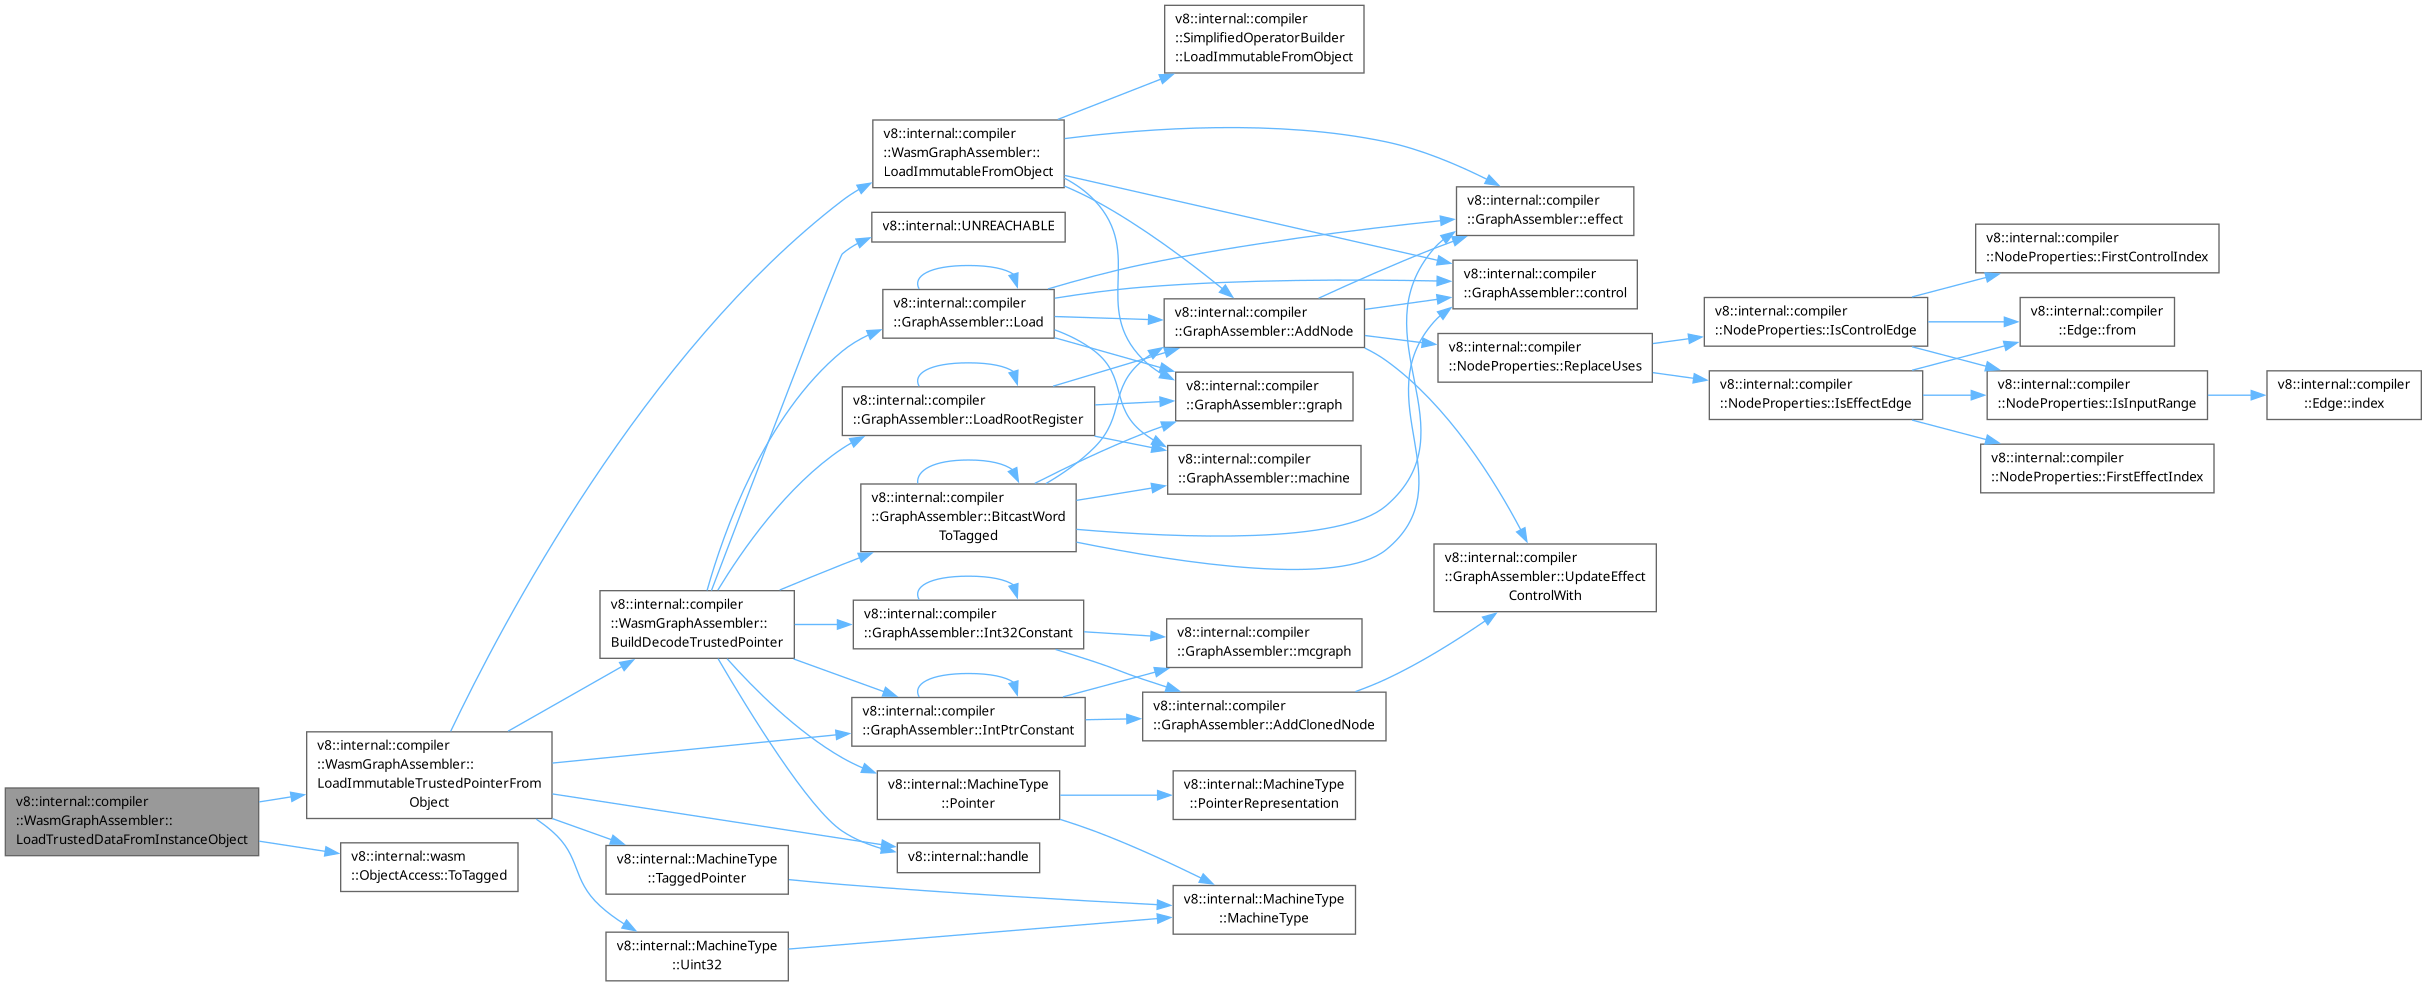 v8::internal::compiler
::SimplifiedOperatorBuilder
::LoadImmutableFromObject
v8::internal::compiler
::WasmGraphAssembler::
LoadImmutableFromObject
v8::internal::UNREACHABLE
v8::internal::compiler
::GraphAssembler::Load
v8::internal::compiler
::GraphAssembler::LoadRootRegister
v8::internal::compiler
::GraphAssembler::BitcastWord
ToTagged
v8::internal::compiler
::GraphAssembler::Int32Constant
v8::internal::compiler
::GraphAssembler::IntPtrConstant
v8::internal::MachineType
::Pointer
v8::internal::handle
v8::internal::compiler
::WasmGraphAssembler::
BuildDecodeTrustedPointer
v8::internal::compiler
::WasmGraphAssembler::
LoadImmutableTrustedPointerFrom
Object
v8::internal::compiler
::WasmGraphAssembler::
LoadTrustedDataFromInstanceObject
v8::internal::wasm
::ObjectAccess::ToTagged
v8::internal::MachineType
::TaggedPointer
v8::internal::MachineType
::Uint32
v8::internal::compiler
::GraphAssembler::AddNode
v8::internal::compiler
::GraphAssembler::graph
v8::internal::compiler
::GraphAssembler::machine
v8::internal::compiler
::GraphAssembler::mcgraph
v8::internal::compiler
::GraphAssembler::AddClonedNode
v8::internal::MachineType
::PointerRepresentation
v8::internal::MachineType
::MachineType
v8::internal::compiler
::GraphAssembler::effect
v8::internal::compiler
::GraphAssembler::control
v8::internal::compiler
::NodeProperties::ReplaceUses
v8::internal::compiler
::GraphAssembler::UpdateEffect
ControlWith
v8::internal::compiler
::NodeProperties::IsControlEdge
v8::internal::compiler
::NodeProperties::IsEffectEdge
v8::internal::compiler
::NodeProperties::FirstControlIndex
v8::internal::compiler
::Edge::from
v8::internal::compiler
::NodeProperties::IsInputRange
v8::internal::compiler
::NodeProperties::FirstEffectIndex
v8::internal::compiler
::Edge::index